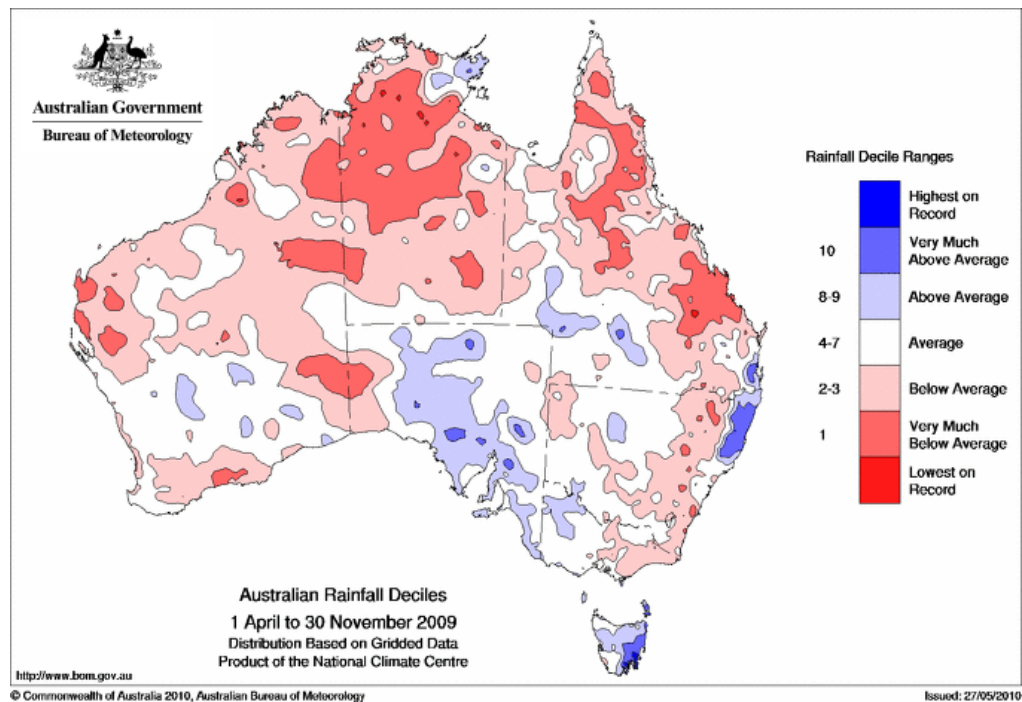 Australian Government
Bureau of Meteorology
Rainfall Decile Ranges
Highest on
Record
10
Very Much
Above Average
8-9
Above Average
4-7
Average
2-3
Below Average
1
Very Much
Below Average
Lowest on
Record
Australian Rainfall Deciles
1 April to 30 November 2009
Distribution Based on Gridded Data
Product of the National Climate Centre
http://www.bom.gov.au
© Commonwealth of Australia 2010, Australian Bureau of Meteorology
Issued: 27/05/2010